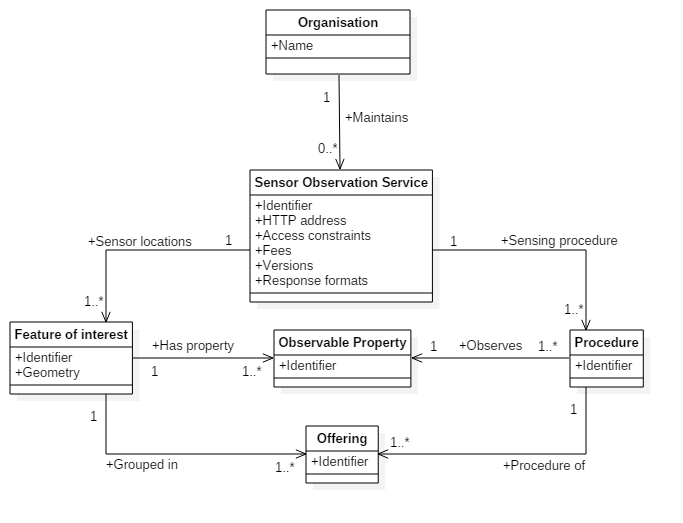 Organisation
+Name
1
+Maintains
0..*
Sensor Observation Service
+Identifier
+HTTP address
+Access constraints
+Fees
+Versions
+Response formats
+Sensor locations
1
1
+Sensing procedure
1..*
1..*
Feature of interest
+Identifier
+Geometry
+Has property
1
1..*
Observable Property
+Identifier
1
+Observes
1..*
Procedure
+Identifier
1
1
Offering
+Identifier
+Grouped in
1..*
1..*
+Procedure of